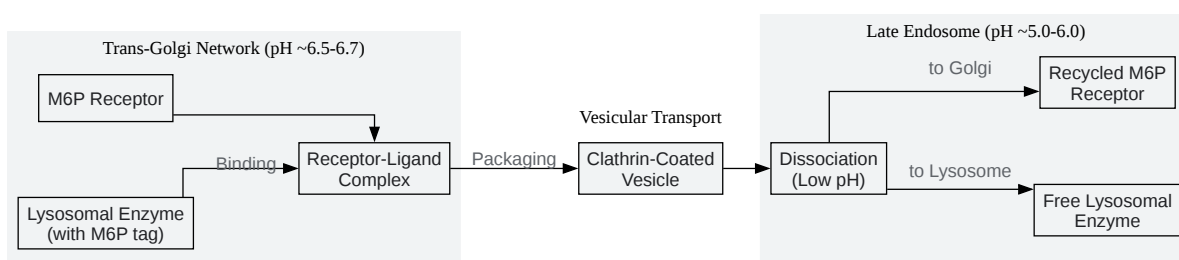 Trans-Golgi Network (pH ~6.5-6.7)
M6P Receptor
Binding
Receptor-Ligand
Complex
Lysosomal Enzyme
(with M6P tag)
Packaging
Vesicular Transport
Clathrin-Coated
Vesicle
Late Endosome (pH ~5.0-6.0)
Dissociation
(Low pH)
to Golgi
Recycled M6P
Receptor
to Lysosome
Free Lysosomal
Enzyme